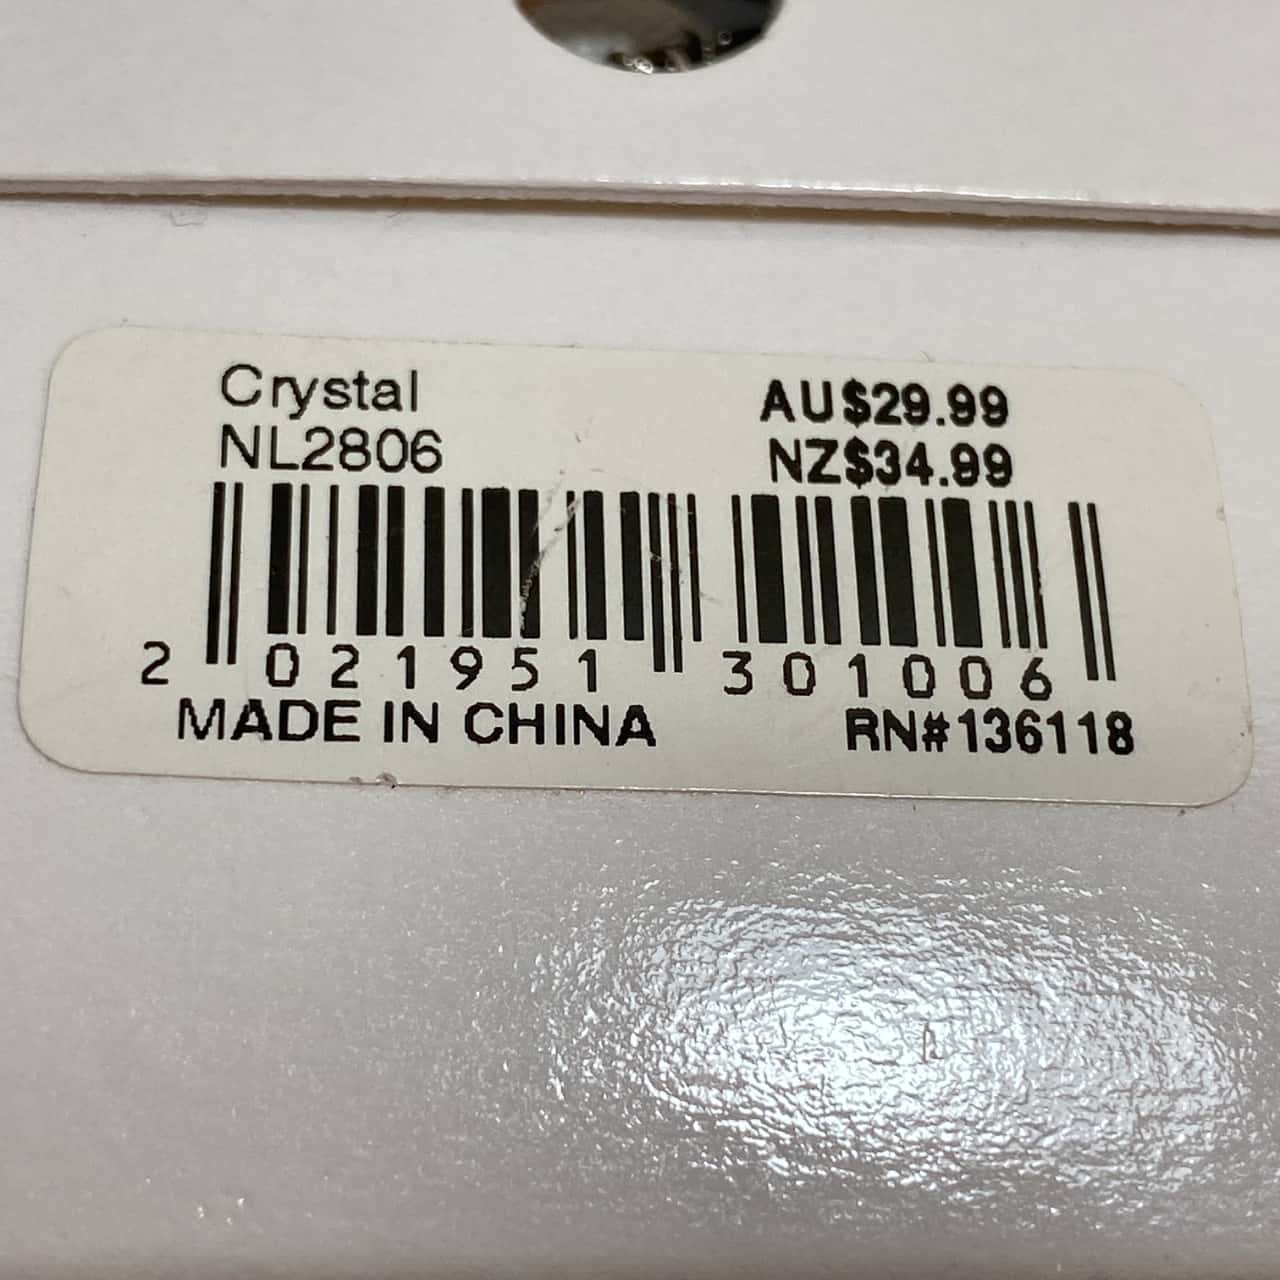 Crystal
NL2806
AU$29.99
NZ$34.99
2 021951 301006
MADE IN CHINA
RN#136118